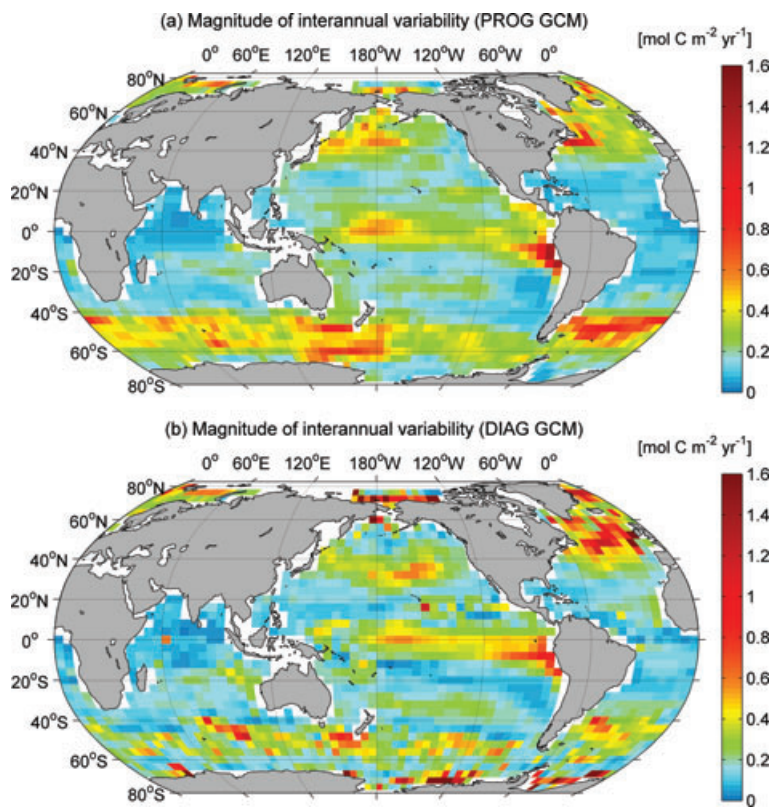 (a) Magnitude of interannual variability (PROG GCM)
[mol C m⁻² yr⁻¹]
0° 60°E 120°E 180°W 120°W 60°W 0°
80°N
60°N
40°N
20°N
0°
20°S
40°S
60°S
80°S
1.6
1.4
1.2
1
0.8
0.6
0.4
0.2
0
(b) Magnitude of interannual variability (DIAG GCM)
[mol C m⁻² yr⁻¹]
0° 60°E 120°E 180°W 120°W 60°W 0°
80°N
60°N
40°N
20°N
0°
20°S
40°S
60°S
80°S
1.6
1.4
1.2
1
0.8
0.6
0.4
0.2
0